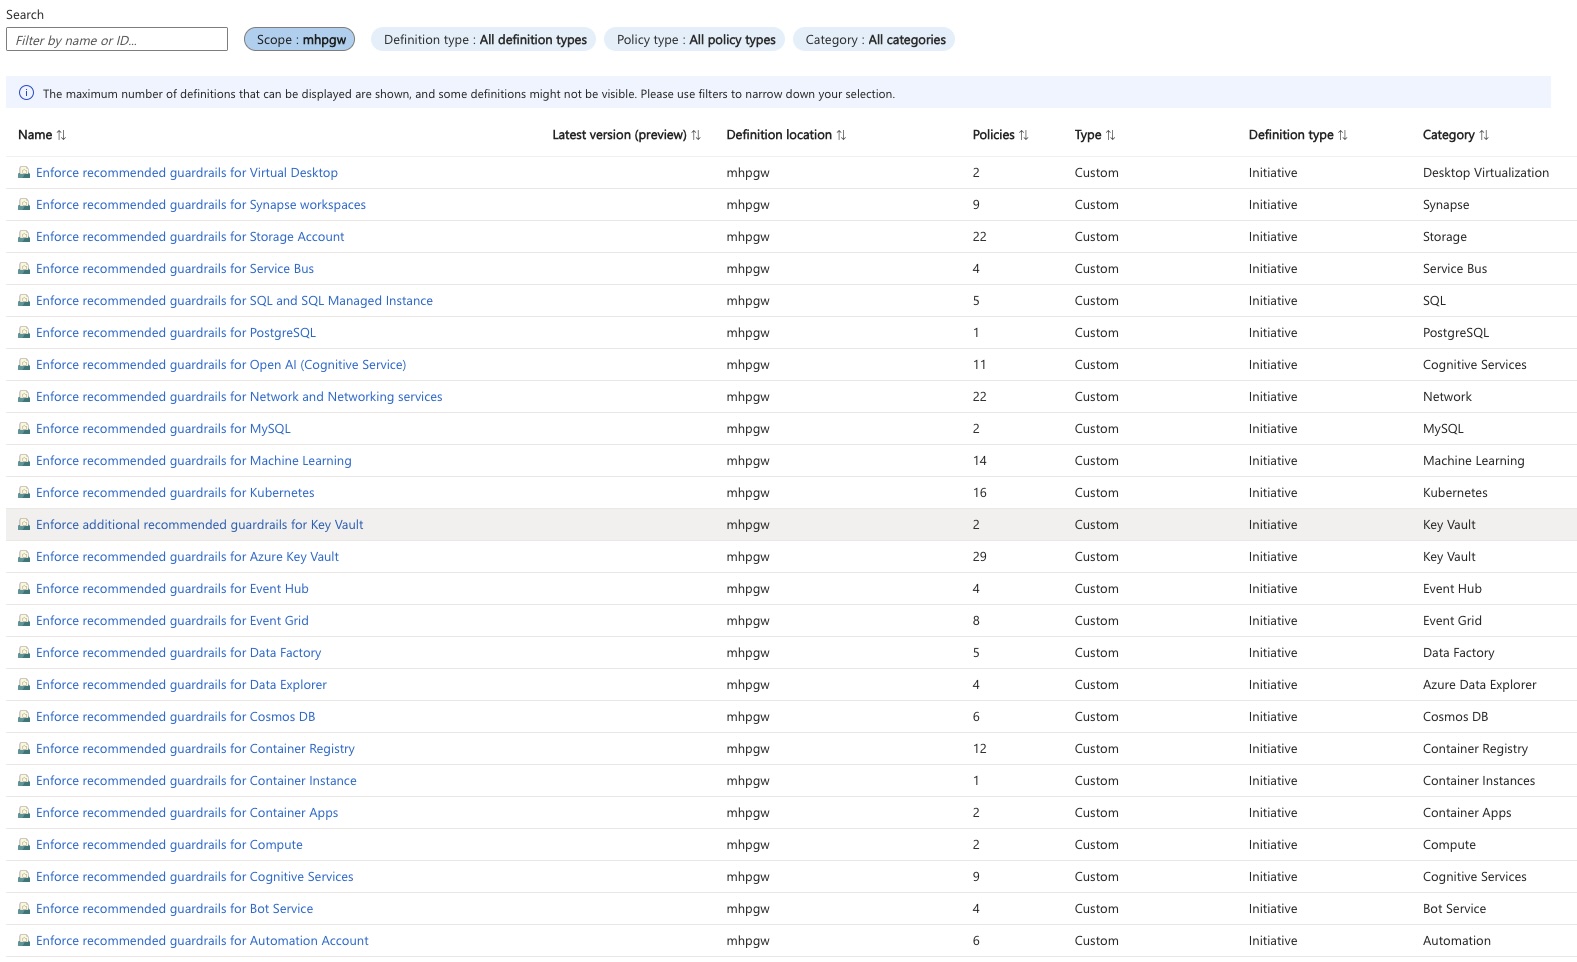 Search
Filter by name or ID... Scope : mhpgw Definition type : All definition types Policy type : All policy types Category : All categories
The maximum number of definitions that can be displayed are shown, and some definitions might not be visible. Please use filters to narrow down your selection.
Name Latest version (preview) Definition location Policies Type Definition type Category
Enforce recommended guardrails for Virtual Desktop mhpgw 2 Custom Initiative Desktop Virtualization
Enforce recommended guardrails for Synapse workspaces mhpgw 9 Custom Initiative Synapse
Enforce recommended guardrails for Storage Account mhpgw 22 Custom Initiative Storage
Enforce recommended guardrails for Service Bus mhpgw 4 Custom Initiative Service Bus
Enforce recommended guardrails for SQL and SQL Managed Instance mhpgw 5 Custom Initiative SQL
Enforce recommended guardrails for PostgreSQL mhpgw 1 Custom Initiative PostgreSQL
Enforce recommended guardrails for Open AI (Cognitive Service) mhpgw 11 Custom Initiative Cognitive Services
Enforce recommended guardrails for Network and Networking services mhpgw 22 Custom Initiative Network
Enforce recommended guardrails for MySQL mhpgw 2 Custom Initiative MySQL
Enforce recommended guardrails for Machine Learning mhpgw 14 Custom Initiative Machine Learning
Enforce recommended guardrails for Kubernetes mhpgw 16 Custom Initiative Kubernetes
Enforce additional recommended guardrails for Key Vault mhpgw 2 Custom Initiative Key Vault
Enforce recommended guardrails for Azure Key Vault mhpgw 29 Custom Initiative Key Vault
Enforce recommended guardrails for Event Hub mhpgw 4 Custom Initiative Event Hub
Enforce recommended guardrails for Event Grid mhpgw 8 Custom Initiative Event Grid
Enforce recommended guardrails for Data Factory mhpgw 5 Custom Initiative Data Factory
Enforce recommended guardrails for Data Explorer mhpgw 4 Custom Initiative Azure Data Explorer
Enforce recommended guardrails for Cosmos DB mhpgw 6 Custom Initiative Cosmos DB
Enforce recommended guardrails for Container Registry mhpgw 12 Custom Initiative Container Registry
Enforce recommended guardrails for Container Instance mhpgw 1 Custom Initiative Container Instances
Enforce recommended guardrails for Container Apps mhpgw 2 Custom Initiative Container Apps
Enforce recommended guardrails for Compute mhpgw 2 Custom Initiative Compute
Enforce recommended guardrails for Cognitive Services mhpgw 9 Custom Initiative Cognitive Services
Enforce recommended guardrails for Bot Service mhpgw 4 Custom Initiative Bot Service
Enforce recommended guardrails for Automation Account mhpgw 6 Custom Initiative Automation